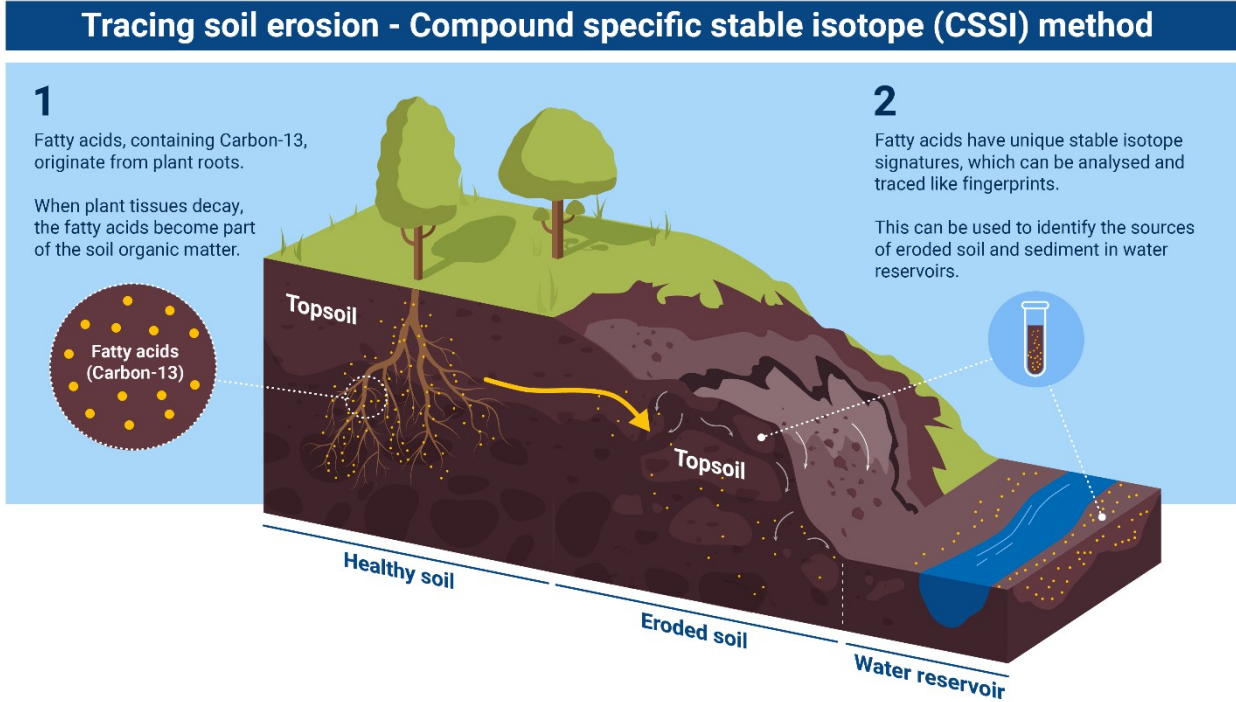 Tracing soil erosion - Compound specific stable isotope (CSSI) method
1
Fatty acids, containing Carbon-13,
originate from plant roots.
When plant tissues decay,
the fatty acids become part
of the soil organic matter.
Fatty acids
(Carbon-13)
2
Fatty acids have unique stable isotope
signatures, which can be analysed and
traced like fingerprints.
This can be used to identify the sources
of eroded soil and sediment in water
reservoirs.
Topsoil
Topsoil
Healthy soil
Eroded soil
Water reservoir